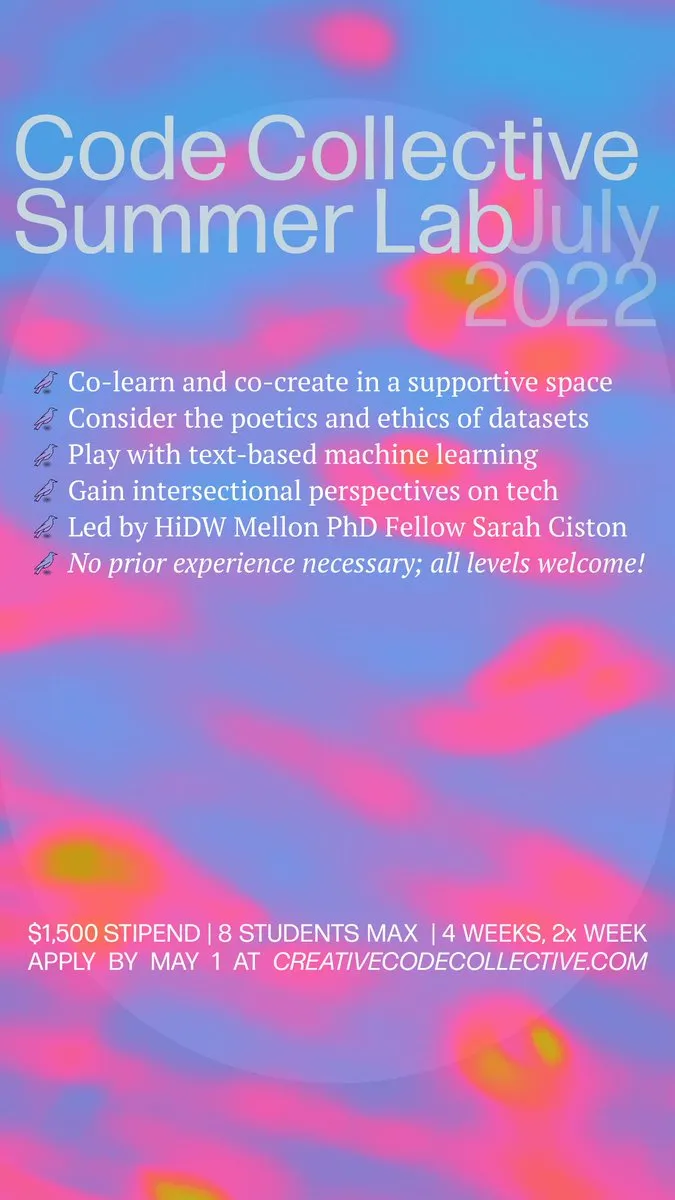 Code Collective
Summer Lab July
2022
Co-learn and co-create in a supportive space
Consider the poetics and ethics of datasets
Play with text-based machine learning
Gain intersectional perspectives on tech
Led by HiDW Mellon PhD Fellow Sarah Ciston
No prior experience necessary; all levels welcome!
$1,500 STIPEND | 8 STUDENTS MAX | 4 WEEKS, 2x WEEK
APPLY BY MAY 1 AT CREATIVECODECOLLECTIVE.COM